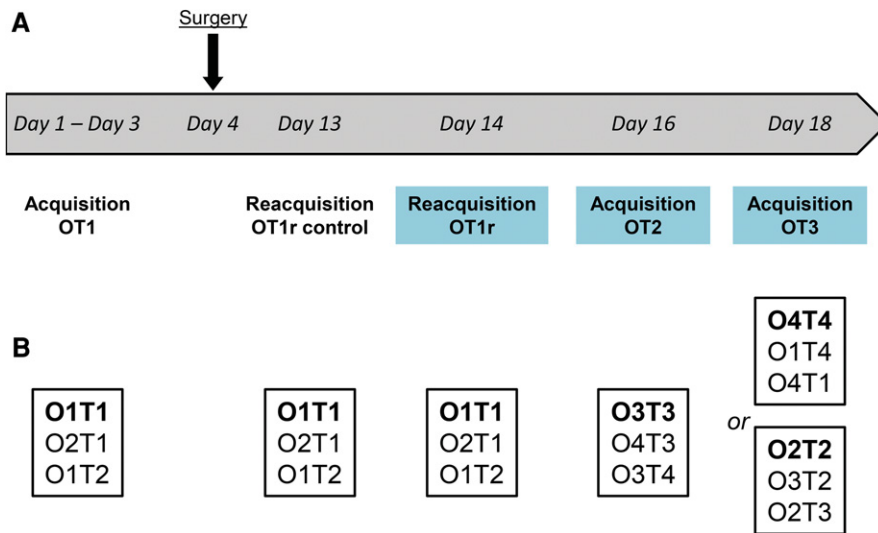 A
Surgery
Day 1 – Day 3
Day 4
Day 13
Day 14
Day 16
Day 18
Acquisition
OT1
Reacquisition
OT1r control
Reacquisition
OT1r
Acquisition
OT2
Acquisition
OT3
B
O1T1
O2T1
O1T2
O1T1
O2T1
O1T2
O1T1
O2T1
O1T2
O3T3
O4T3
O3T4
O4T4
O1T4
O4T1
or
O2T2
O3T2
O2T3